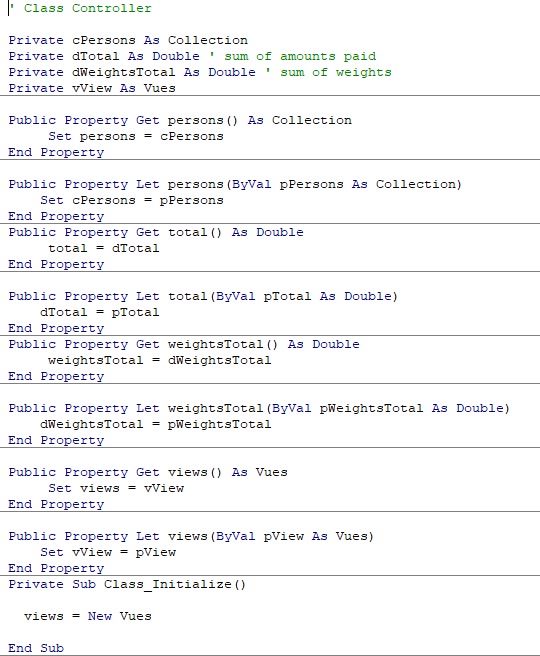 ' Class Controller
Private cPersons As Collection
Private dTotal As Double ' sum of amounts paid
Private dWeightsTotal As Double ' sum of weights
Private vView As Vues
Public Property Get persons() As Collection
Set persons = cPersons
End Property
Public Property Let persons(ByVal pPersons As Collection)
Set cPersons = pPersons
End Property
Public Property Get total() As Double
total = dTotal
End Property
Public Property Let total(ByVal pTotal As Double)
dTotal = pTotal
End Property
Public Property Get weightsTotal() As Double
weightsTotal = dWeightsTotal
End Property
Public Property Let weightsTotal(ByVal pWeightsTotal As Double)
dWeightsTotal = pWeightsTotal
End Property
Public Property Get views() As Vues
Set views = vView
End Property
Public Property Let views(ByVal pView As Vues)
Set vView = pView
End Property
Private Sub Class_Initialize()
views = New Vues
End Sub